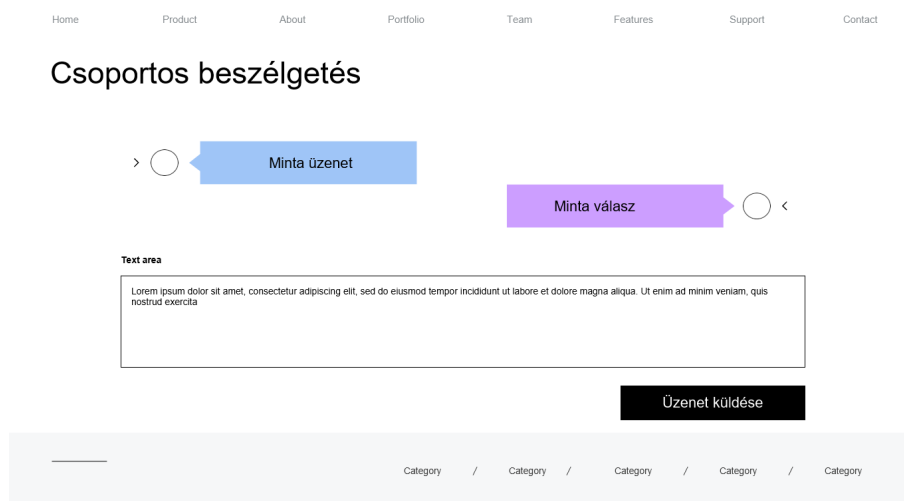 Home Product About Portfolio Team Features Support Contact
Csoportos beszélgetés
Minta üzenet
Minta válasz
Text area
Lorem ipsum dolor sit amet, consectetur adipiscing elit, sed do eiusmod tempor incididunt ut labore et dolore magna aliqua. Ut enim ad minim veniam, quis
nostrud exercita
Üzenet küldése
Category / Category / Category / Category / Category